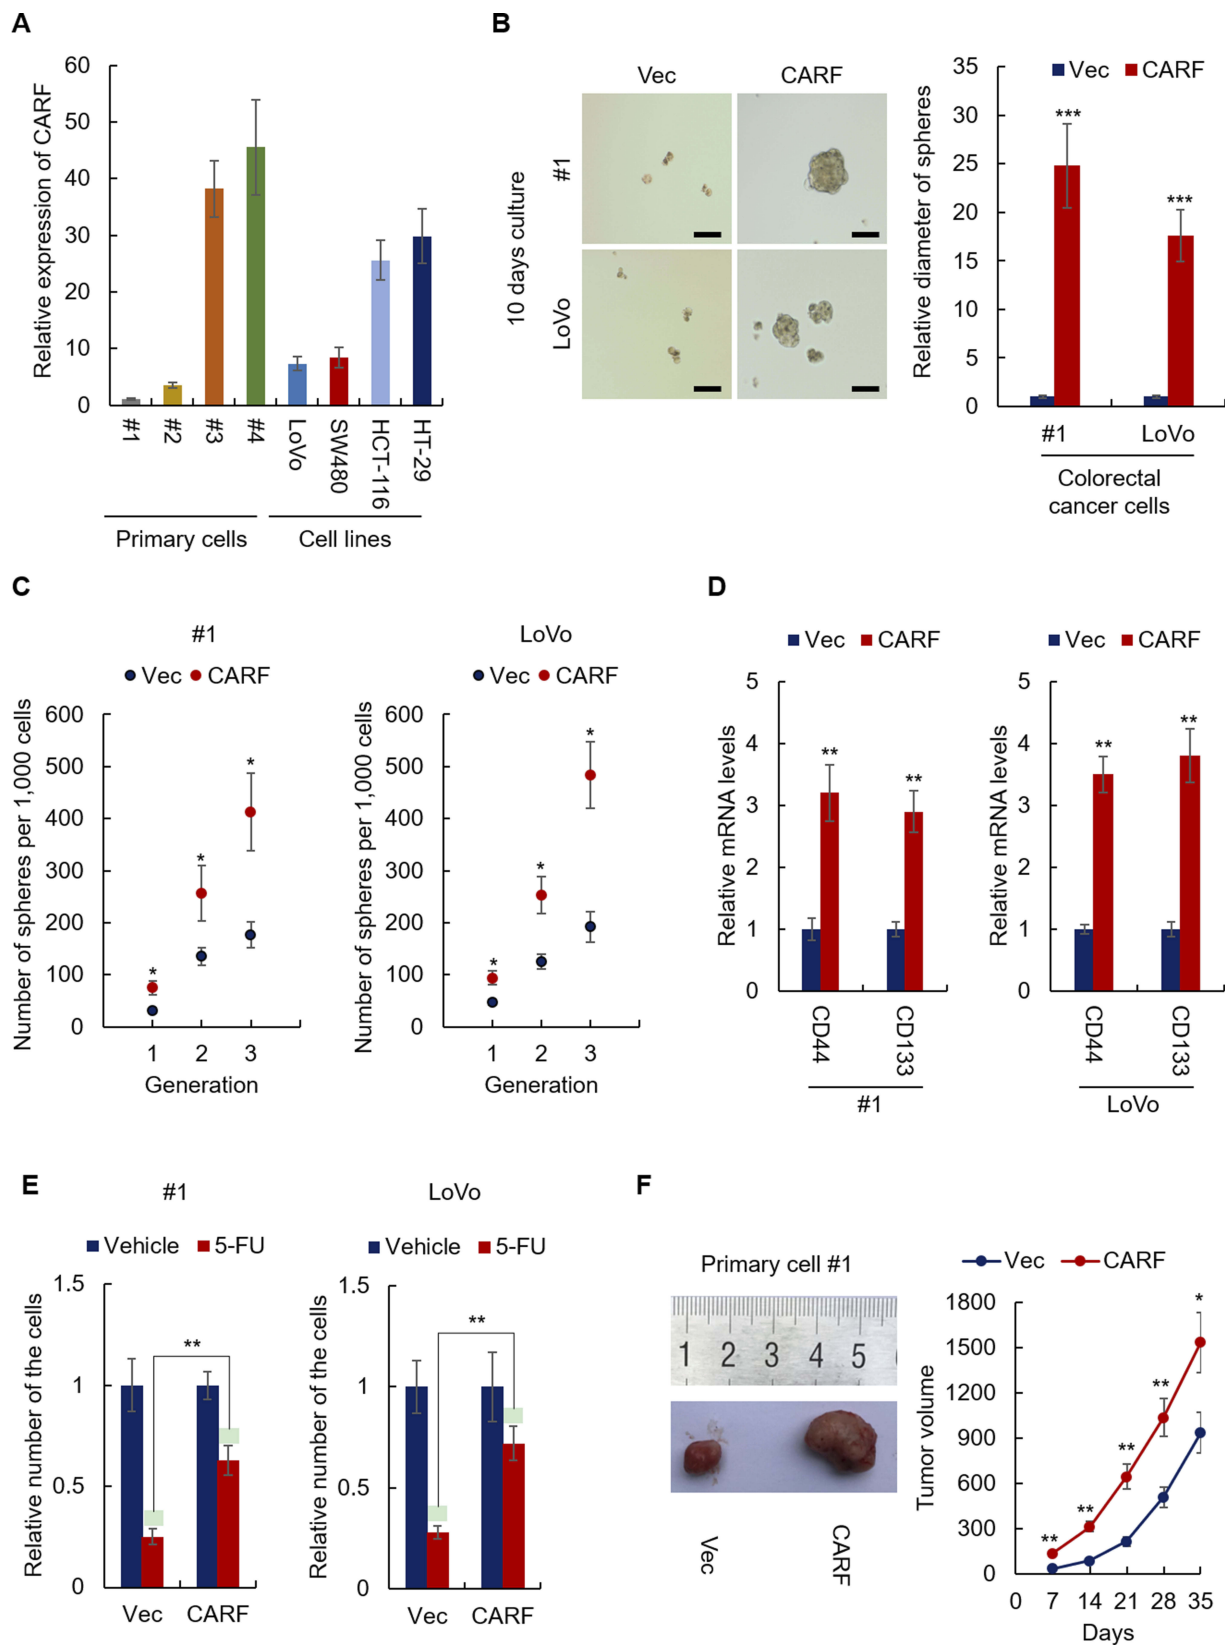 A
Relative expression of CARF
60
50
40
30
20
10
0
#1
#2
#3
#4
LoVo
SW480
HCT-116
HT-29
Primary cells
Cell lines
B
Vec
CARF
10 days culture
#1
LoVo
Relative diameter of spheres
Vec CARF
35
30
25
20
15
10
5
0
***
***
#1
LoVo
Colorectal
cancer cells
C
#1
Vec CARF
Number of spheres per 1,000 cells
600
500
400
300
200
100
0
*
*
*
1 2 3
Generation
LoVo
Vec CARF
Number of spheres per 1,000 cells
600
500
400
300
200
100
0
*
*
*
1 2 3
Generation
D
Vec CARF
Relative mRNA levels
5
4
3
2
1
0
**
**
CD44
CD133
#1
Vec CARF
Relative mRNA levels
5
4
3
2
1
0
**
**
CD44
CD133
LoVo
E
#1
Vehicle 5-FU
Relative number of the cells
1.5
1
0.5
0
**
Vec CARF
LoVo
Vehicle 5-FU
Relative number of the cells
1.5
1
0.5
0
**
Vec CARF
F
Primary cell #1
1 2 3 4 5
Vec
CARF
Vec CARF
Tumor volume
1800
1500
1200
900
600
300
0
**
**
**
**
*
0 7 14 21 28 35
Days